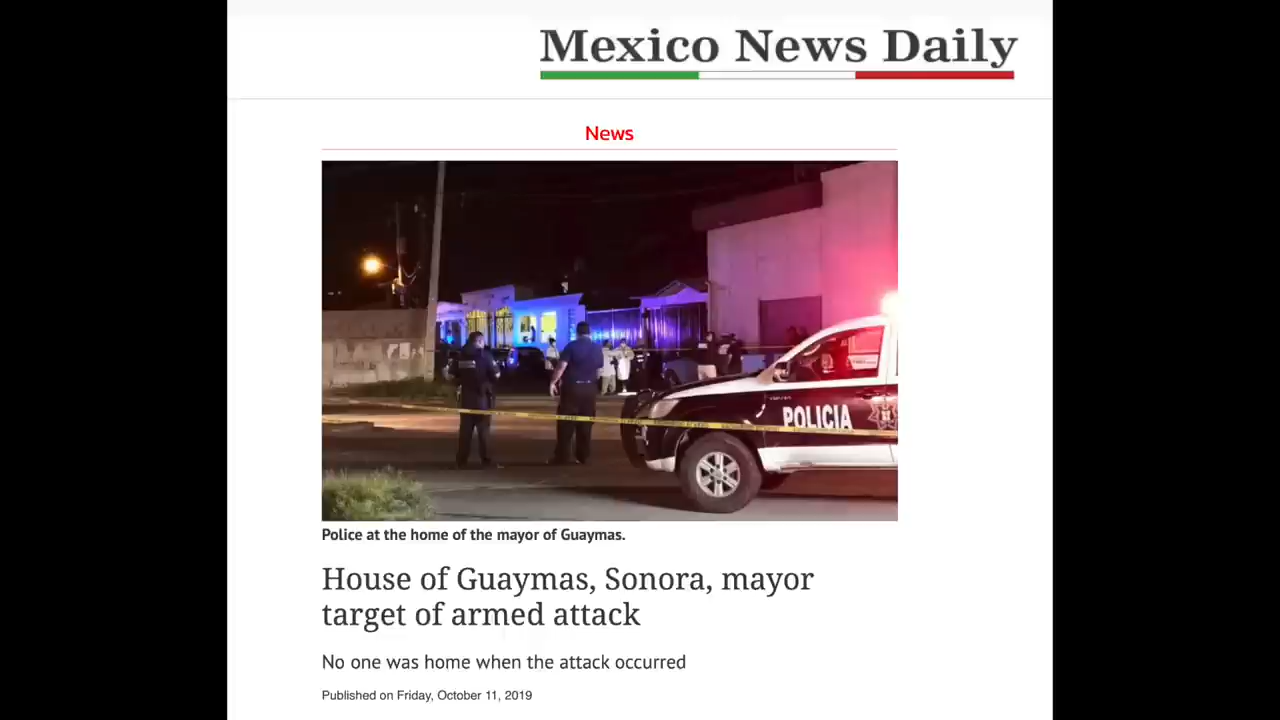 Mexico News Daily
News
POLICIA
Police at the home of the mayor of Guaymas.
House of Guaymas, Sonora, mayor
target of armed attack
No one was home when the attack occurred
Published on Friday, October 11, 2019